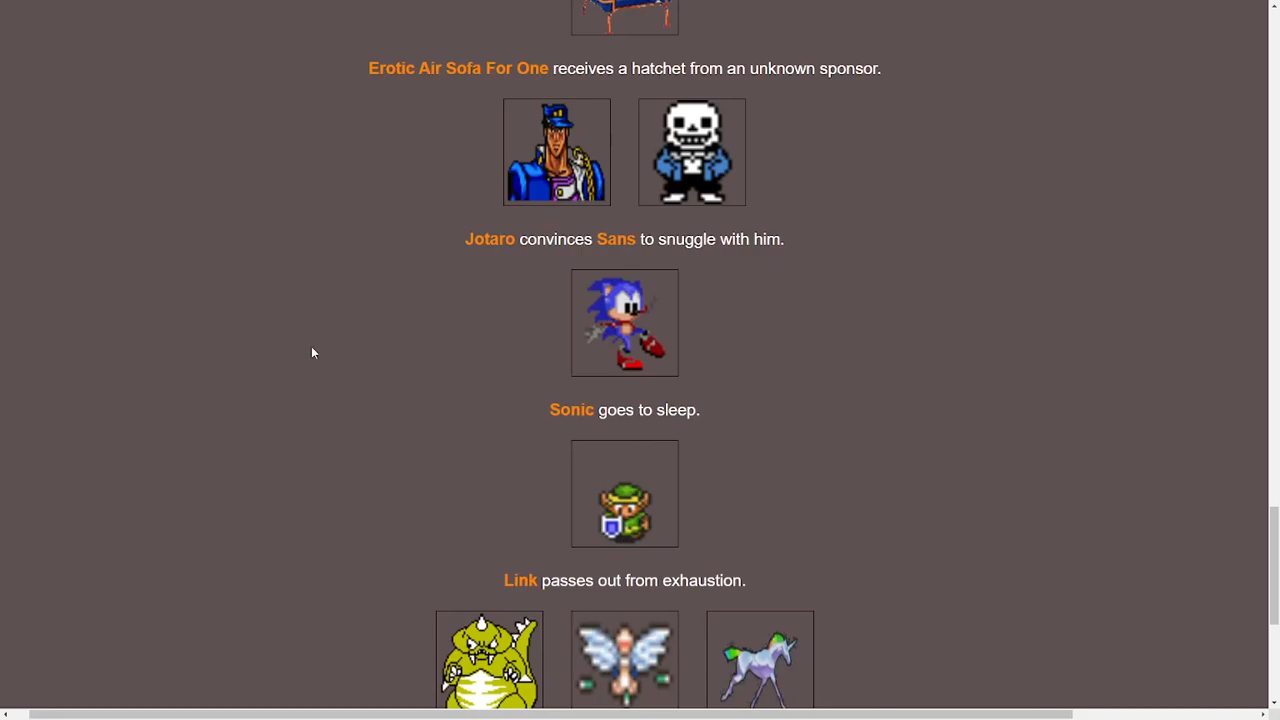 Erotic Air Sofa For One receives a hatchet from an unknown sponsor.
Jotaro convinces Sans to snuggle with him.
Sonic goes to sleep.
Link passes out from exhaustion.